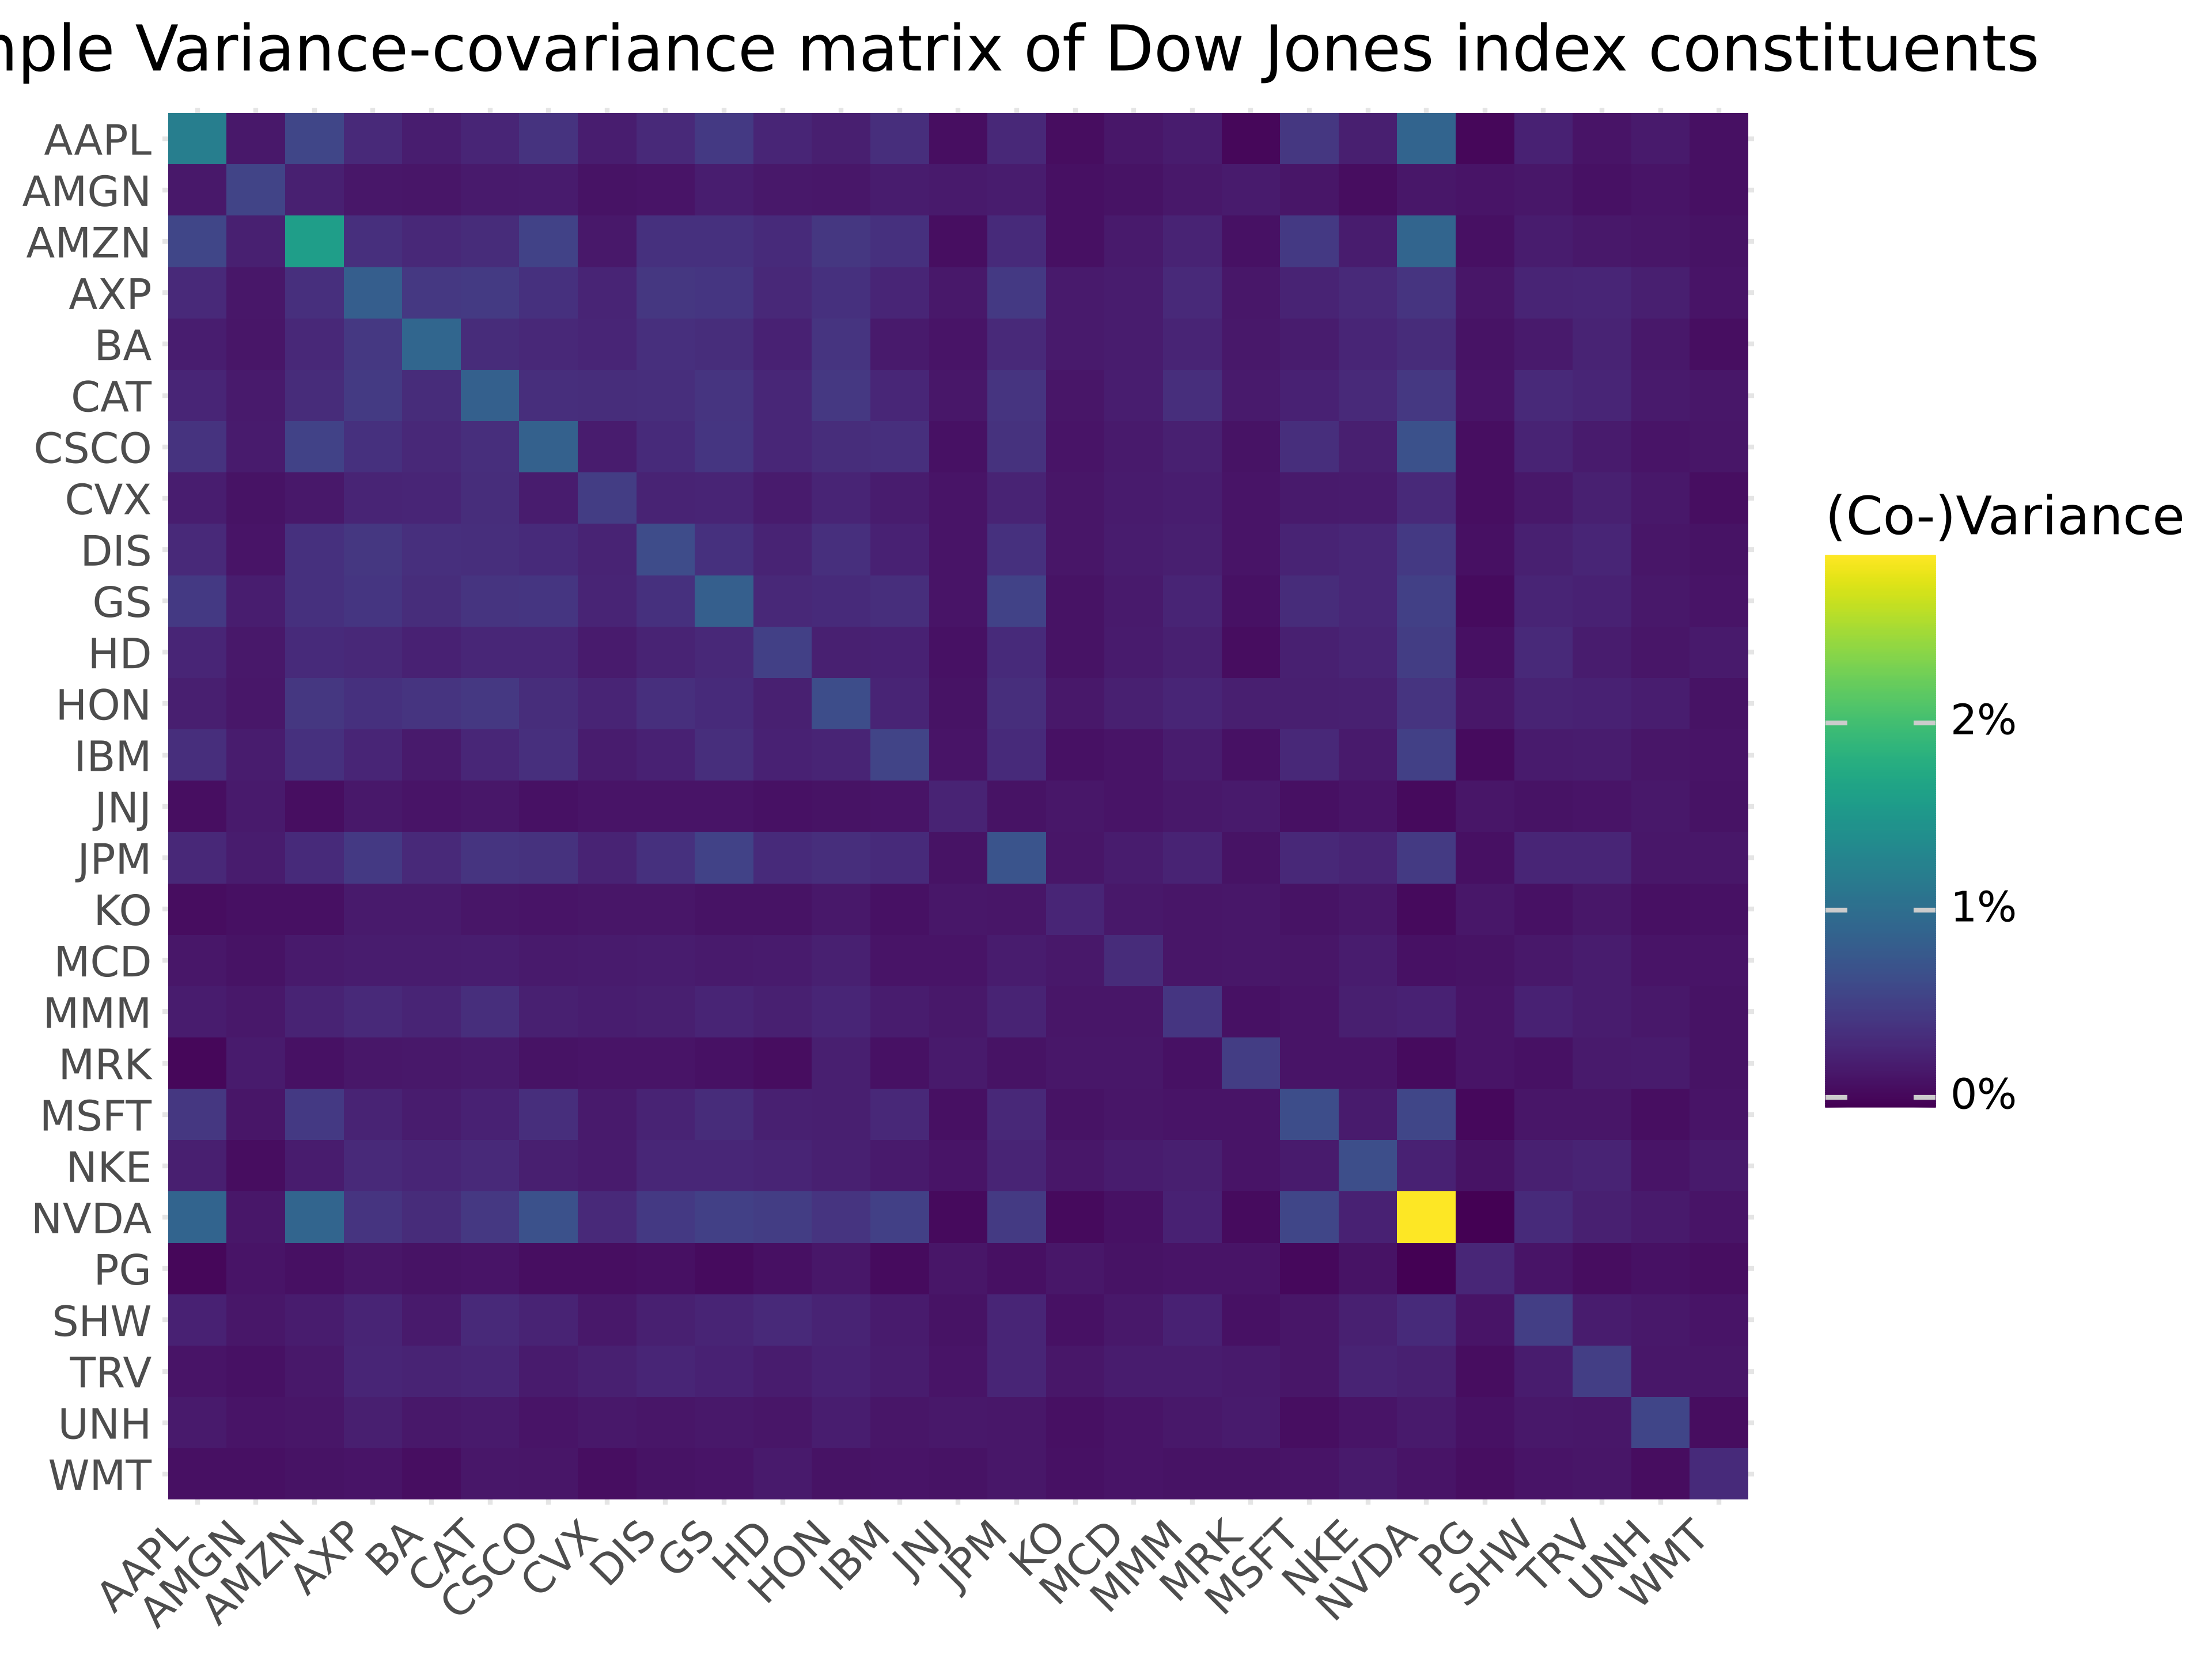 nple Variance-covariance matrix of Dow Jones index constituents
AAPL
AMGN
AMZN
AXP
BA
CAT
CSCO
CVX
DIS
GS
HD
HON
IBM
JNJ
JPM
KO
MCD
MMM
MRK
MSFT
NKE
NVDA
PG
SHW
TRV
UNH
WMT
AAPL AMGN AMZN AXP BA CAT CSCO CVX DIS GS HD HON IBM JNJ JPM KO MCD MMM MRK MSFT NKE NVDA PG SHW TRV UNH WMT
(Co-)Variance
2%
1%
0%